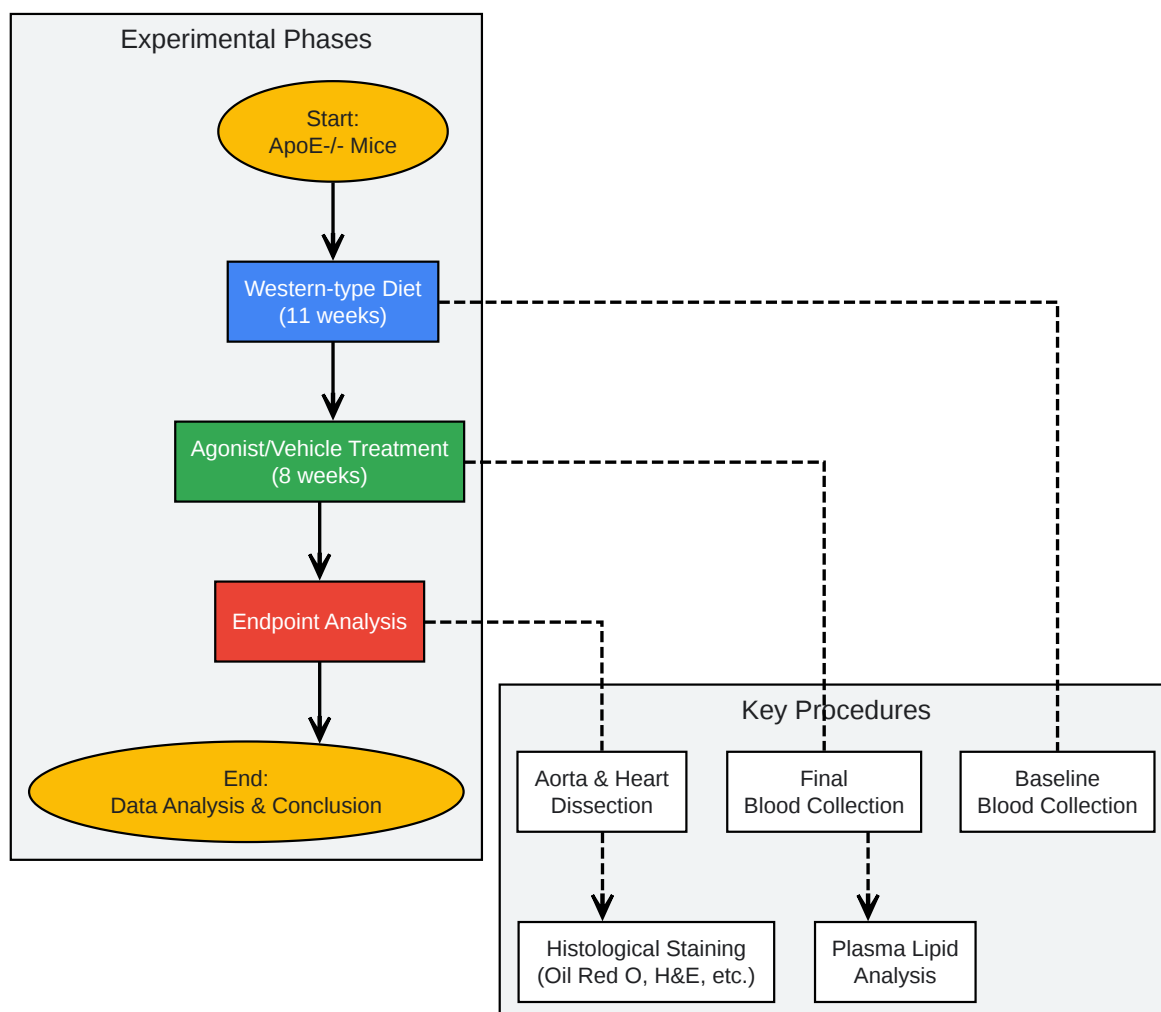 Experimental Phases
Start:
ApoE-/- Mice
Western-type Diet
(11 weeks)
Agonist/Vehicle Treatment
(8 weeks)
Endpoint Analysis
End:
Data Analysis & Conclusion
Key Procedures
Aorta & Heart
Dissection
Final
Blood Collection
Baseline
Blood Collection
Histological Staining
(Oil Red O, H&E, etc.)
Plasma Lipid
Analysis